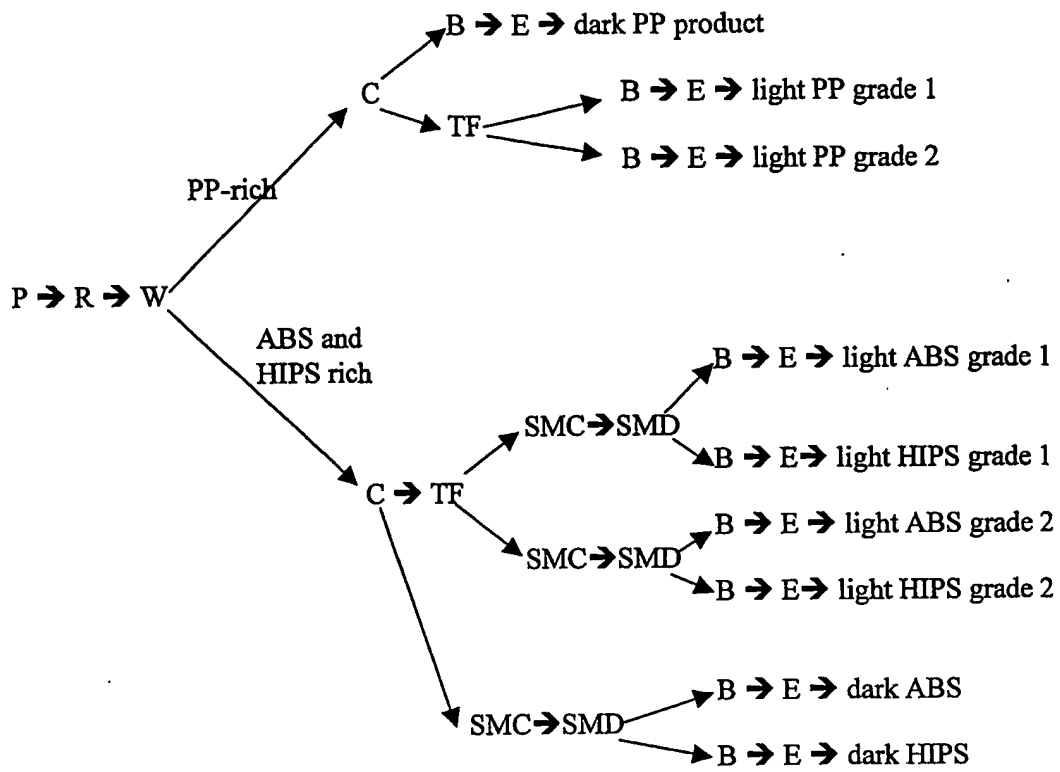 B ➔ E ➔ dark PP product
C
B ➔ E ➔ light PP grade 1
TF
B ➔ E ➔ light PP grade 2
PP-rich
P ➔ R ➔ W
ABS and
HIPS rich
B ➔ E ➔ light ABS grade 1
SMC➔SMD
B ➔ E➔ light HIPS grade 1
C ➔ TF
B ➔ E➔ light ABS grade 2
SMC➔SMD
B ➔ E➔ light HIPS grade 2
B ➔ E ➔ dark ABS
SMC➔SMD
B ➔ E➔ dark HIPS